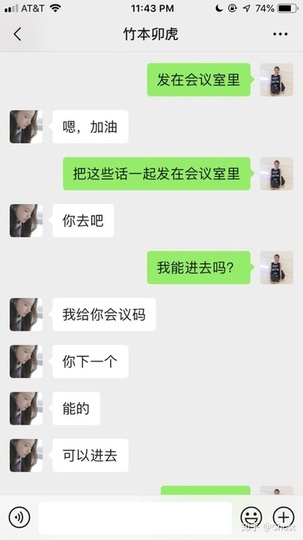 AT&T
11:43 PM
74%
竹本卯虎
发在会议室里
嗯，加油
把这些话一起发在会议室里
你去吧
我能进去吗？
我给你会议码
你下一个
能的
可以进去
知乎 @Ghost